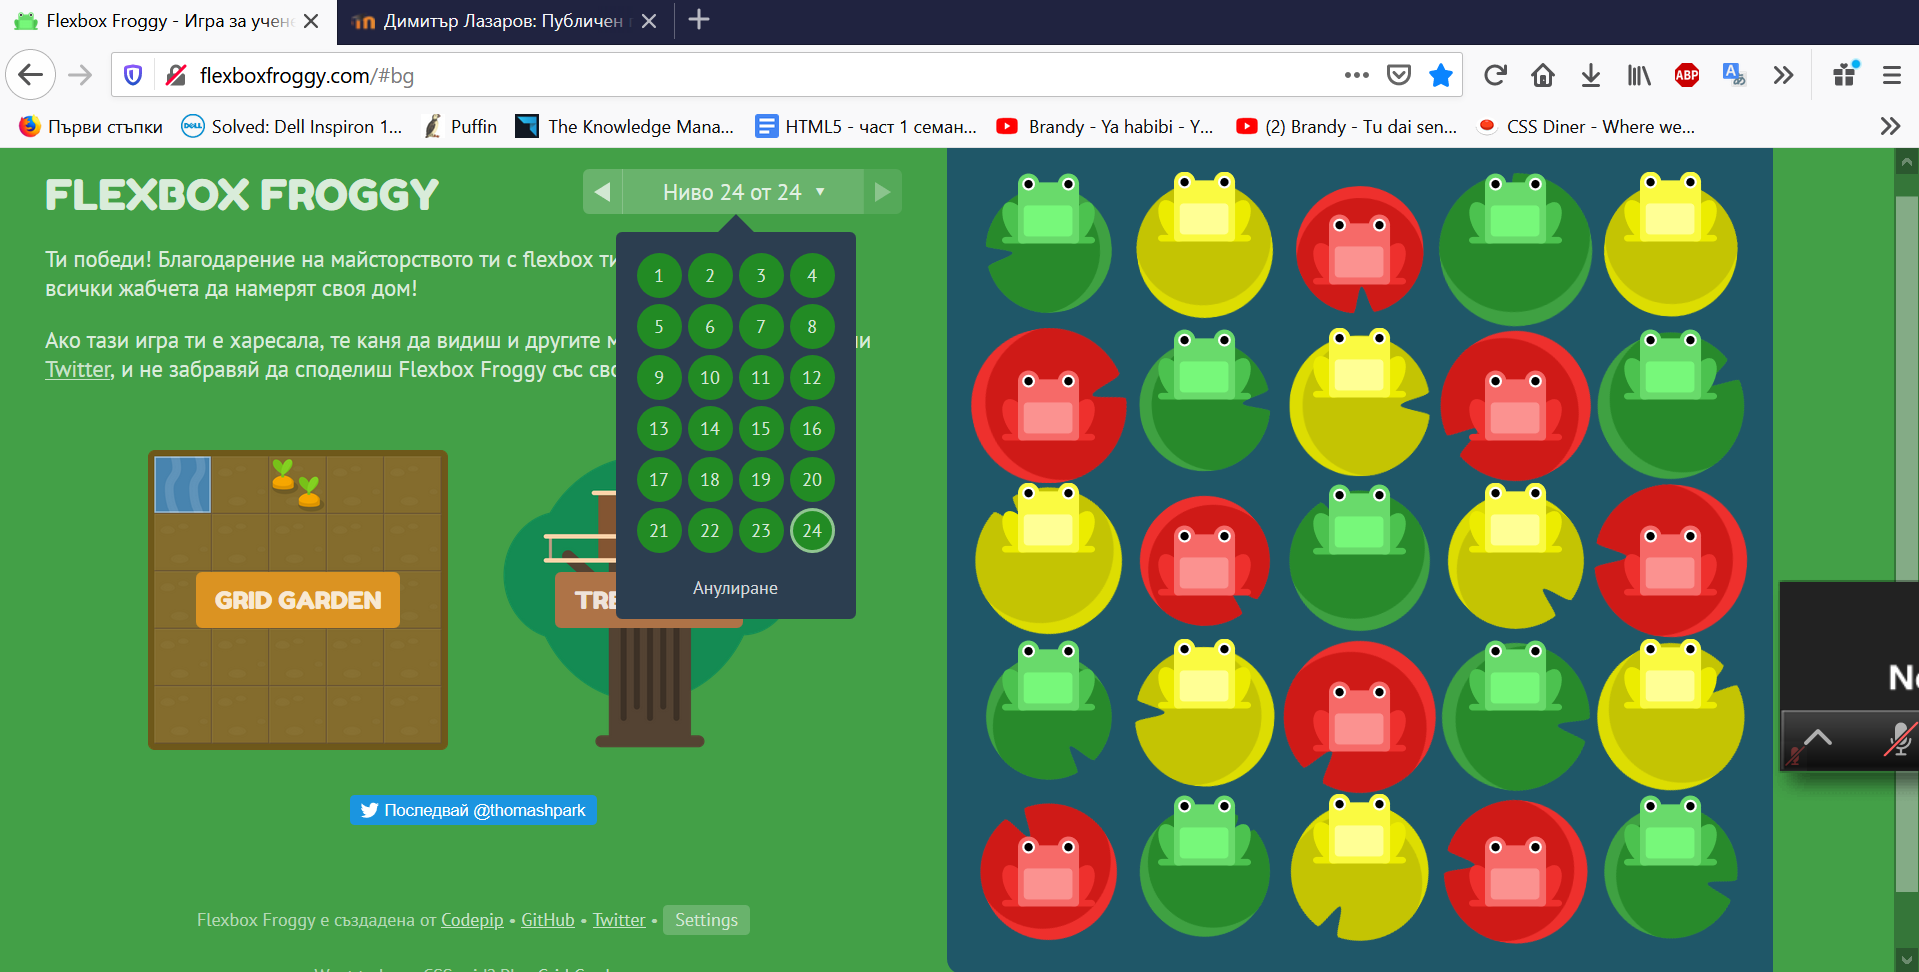 Flexbox Froggy - Игра за учене
Димитър Лазаров: Публичен
flexboxfroggy.com/#bg
ABP
Първи стъпки
DELL
Solved: Dell Inspiron 1...
Puffin
The Knowledge Mana...
HTML5 - част 1 семан...
Brandy - Ya habibi - Y...
(2) Brandy - Tu dai sen...
CSS Diner - Where we...
FLEXBOX FROGGY
Ниво 24 от 24
Ти победи! Благодарение на майсторството ти с flexbox ти
всички жабчета да намерят своя дом!
Ако тази игра ти е харесала, те каня да видиш и другите
Twitter, и не забравяй да споделиш Flexbox Froggy със
1 2 3 4
5 6 7 8
9 10 11 12
13 14 15 16
17 18 19 20
21 22 23 24
Анулиране
GRID GARDEN
TRE
Последвай @thomashpark
Flexbox Froggy е създадена от Codepip • GitHub • Twitter • Settings